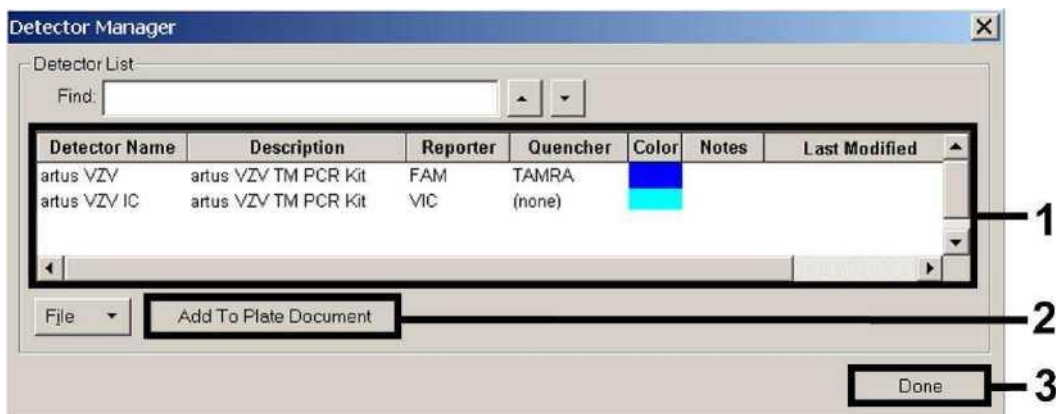 Detector Manager
Detector List
Find:
Detector Name Description Reporter Quencher Color Notes Last Modified
artus VZV artus VZV TM PCR Kit FAM TAMRA
artus VZV IC artus VZV TM PCR Kit VIC (none)
1
File Add To Plate Document
2
Done
3